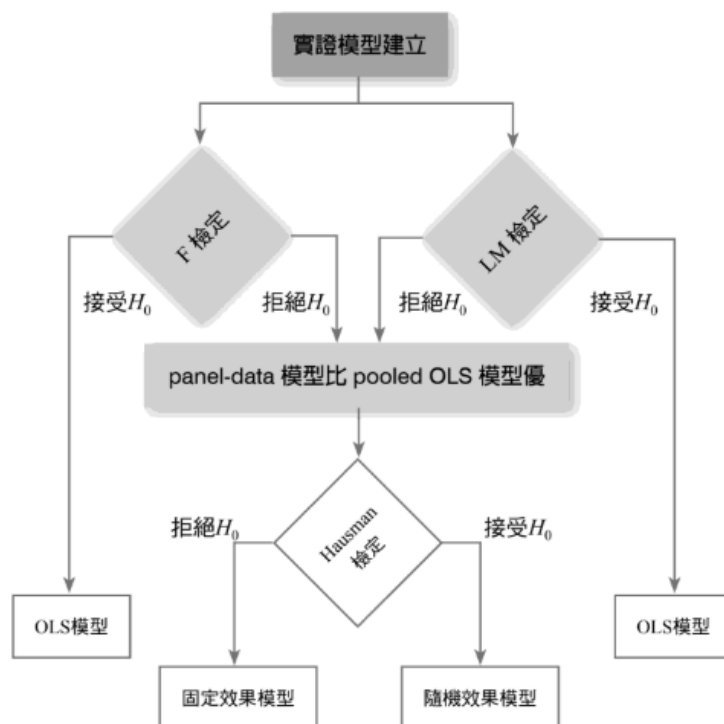 實證模型建立
F 檢定
LM 檢定
接受H₀
拒絕H₀
拒絕H₀
接受H₀
panel-data 模型比 pooled OLS 模型優
拒絕H₀
Hausman
檢定
接受H₀
OLS模型
OLS模型
固定效果模型
隨機效果模型